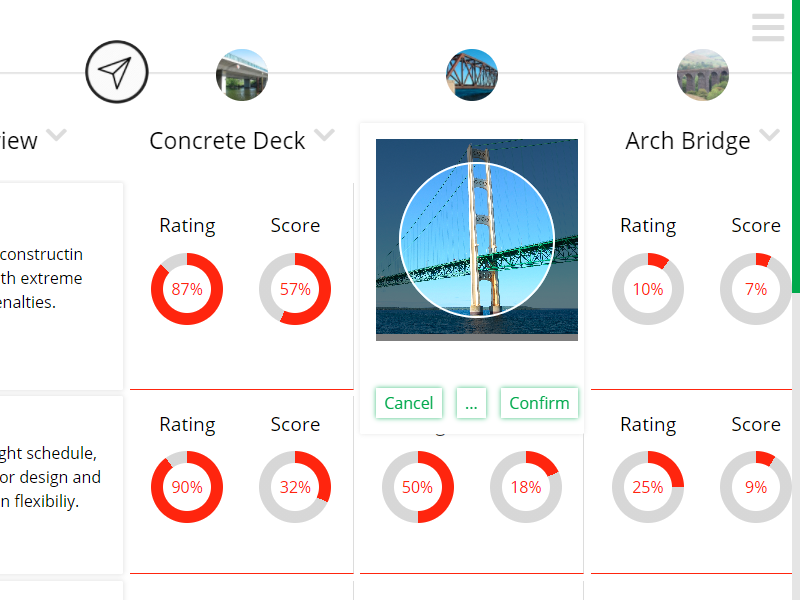 iew
Concrete Deck
Arch Bridge
Rating
Score
Rating
Score
constructin
th extreme
enalties.
87%
57%
10%
7%
Cancel
...
Confirm
Rating
Score
Rating
Score
ght schedule,
or design and
n flexibiliy.
90%
32%
50%
18%
25%
9%